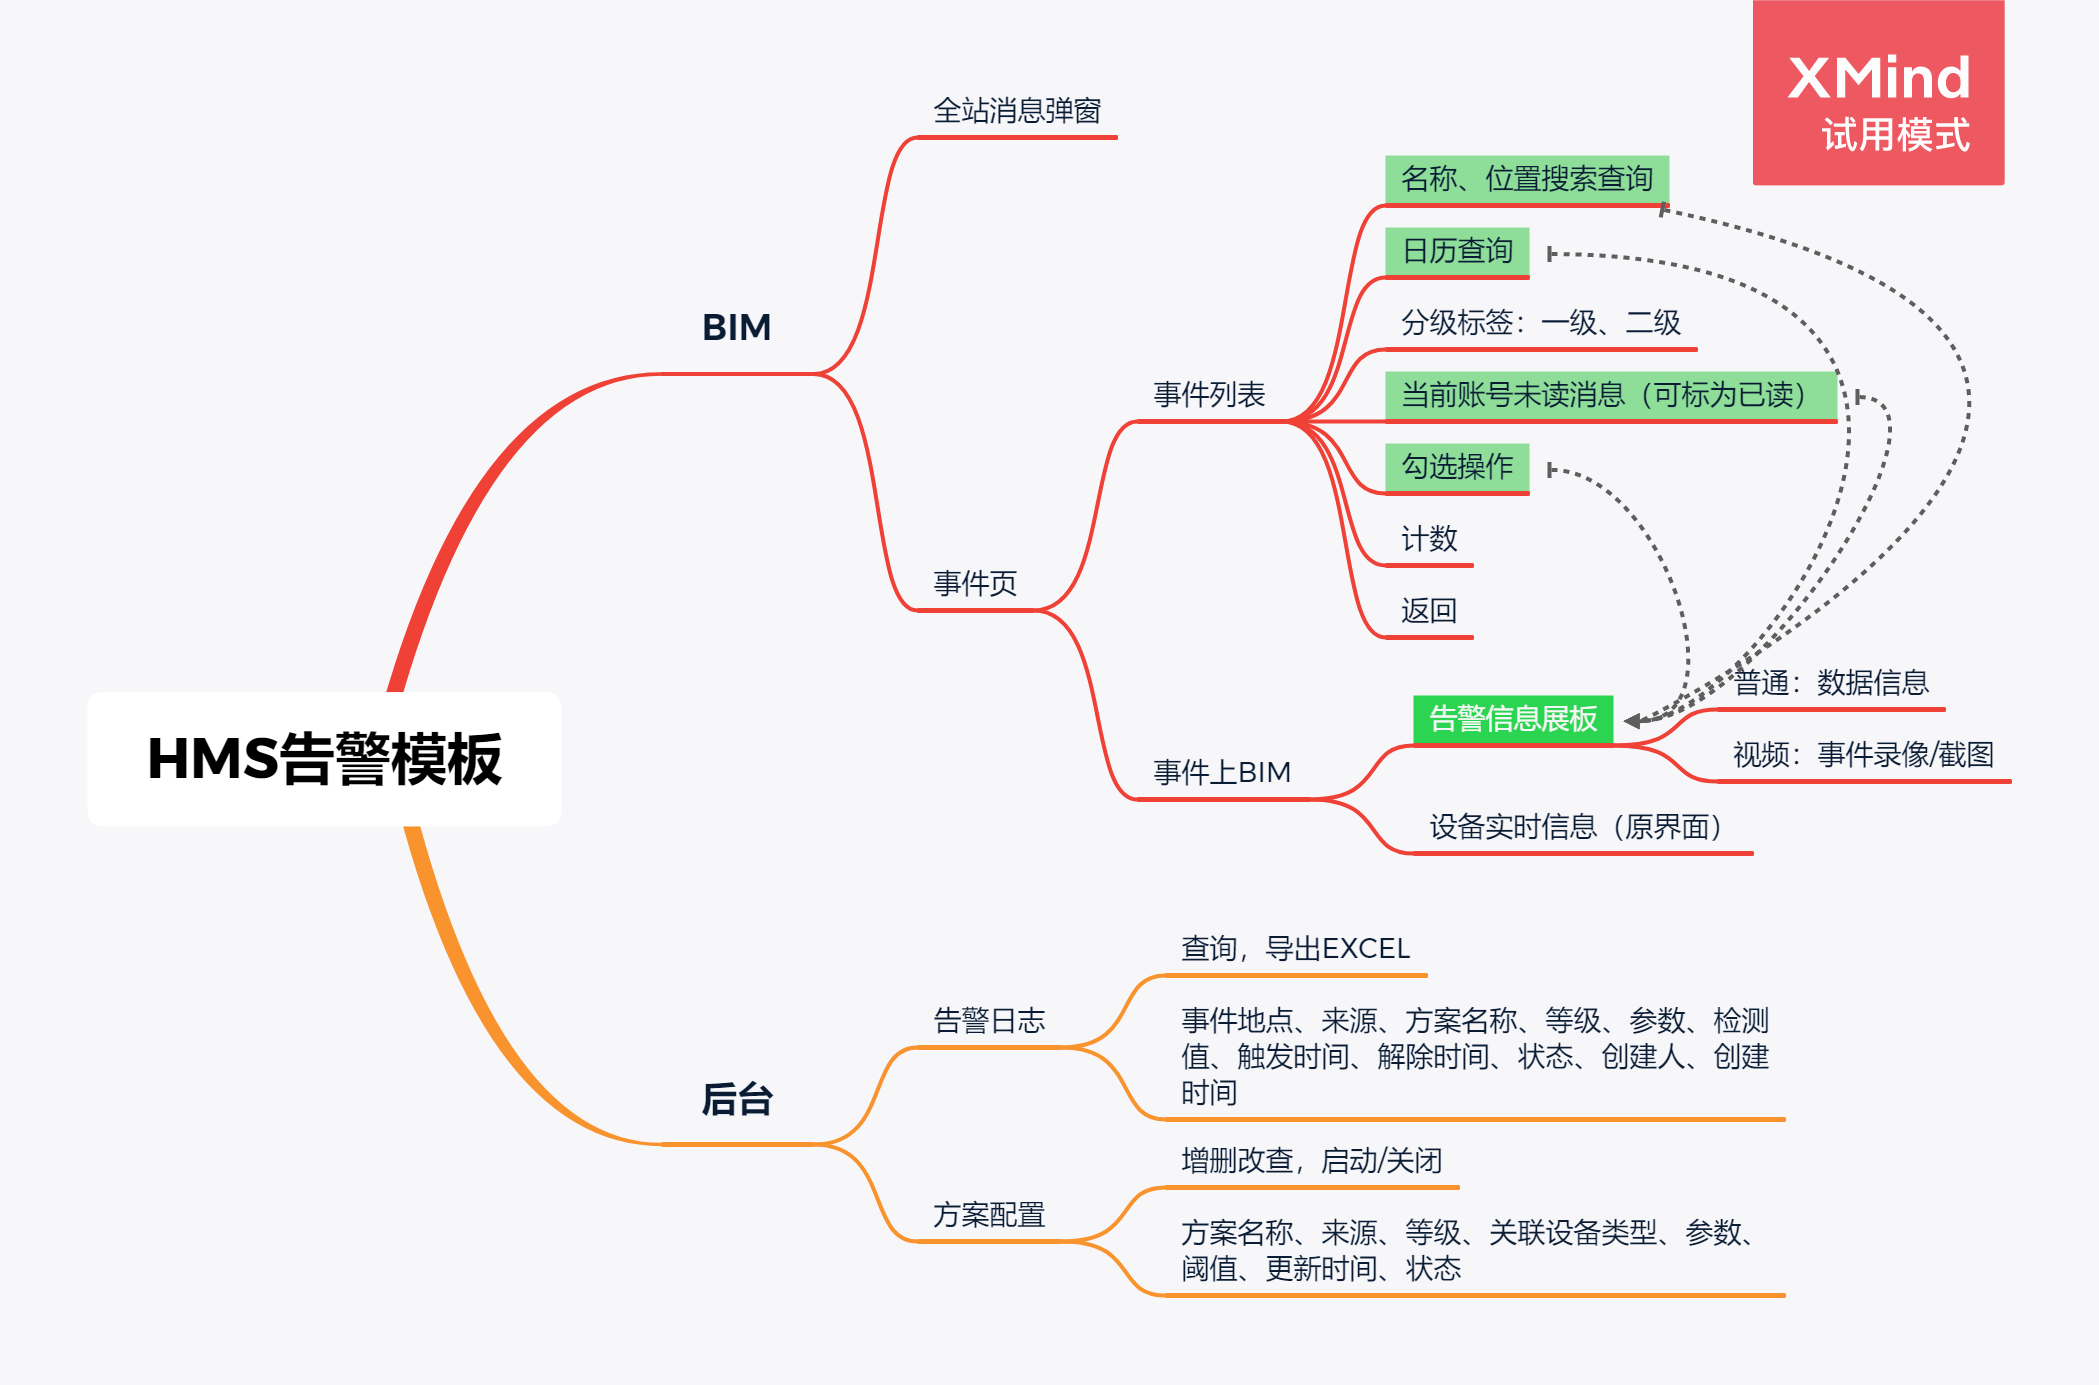 XMind
试用模式
HMS告警模板
BIM
全站消息弹窗
事件页
事件列表
名称、位置搜索查询
日历查询
分级标签：一级、二级
当前账号未读消息（可标为已读）
勾选操作
计数
返回
事件上BIM
告警信息展板
普通：数据信息
视频：事件录像/截图
设备实时信息（原界面）
后台
告警日志
查询，导出EXCEL
事件地点、来源、方案名称、等级、参数、检测
值、触发时间、解除时间、状态、创建人、创建
时间
方案配置
增删改查，启动/关闭
方案名称、来源、等级、关联设备类型、参数、
阈值、更新时间、状态